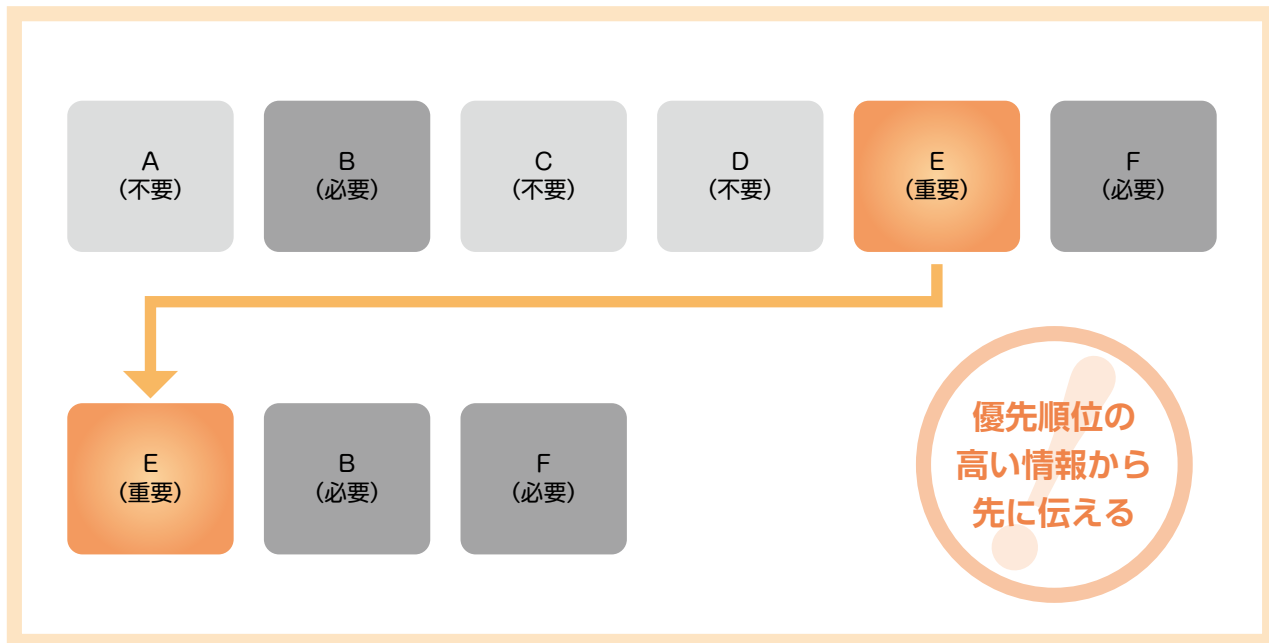 A
（不要）
B
（必要）
C
（不要）
D
（不要）
E
（重要）
F
（必要）
E
（重要）
B
（必要）
F
（必要）
優先順位の
高い情報から
先に伝える